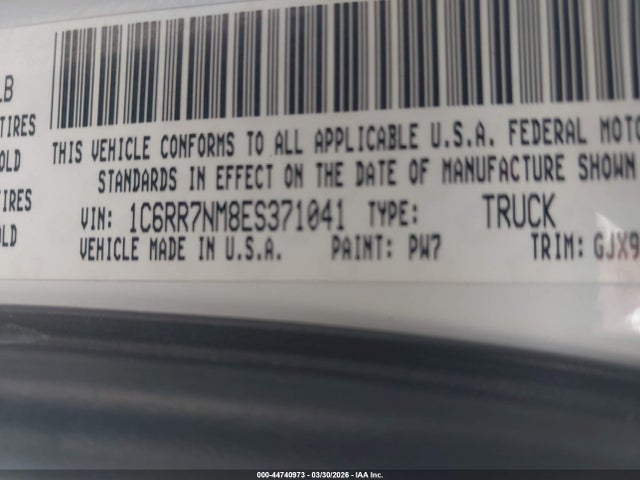 LB
TIRES
OLD
IRES
OLD
THIS VEHICLE CONFORMS TO ALL APPLICABLE U.S.A. FEDERAL MOTO
STANDARDS IN EFFECT ON THE DATE OF MANUFACTURE SHOWN
VIN: 1C6RR7NM8ES371041 TYPE: TRUCK
VEHICLE MADE IN U.S.A. PAINT: PW7 TRIM: GJX9
000-44740973 - 03/30/2026 - IAA Inc.